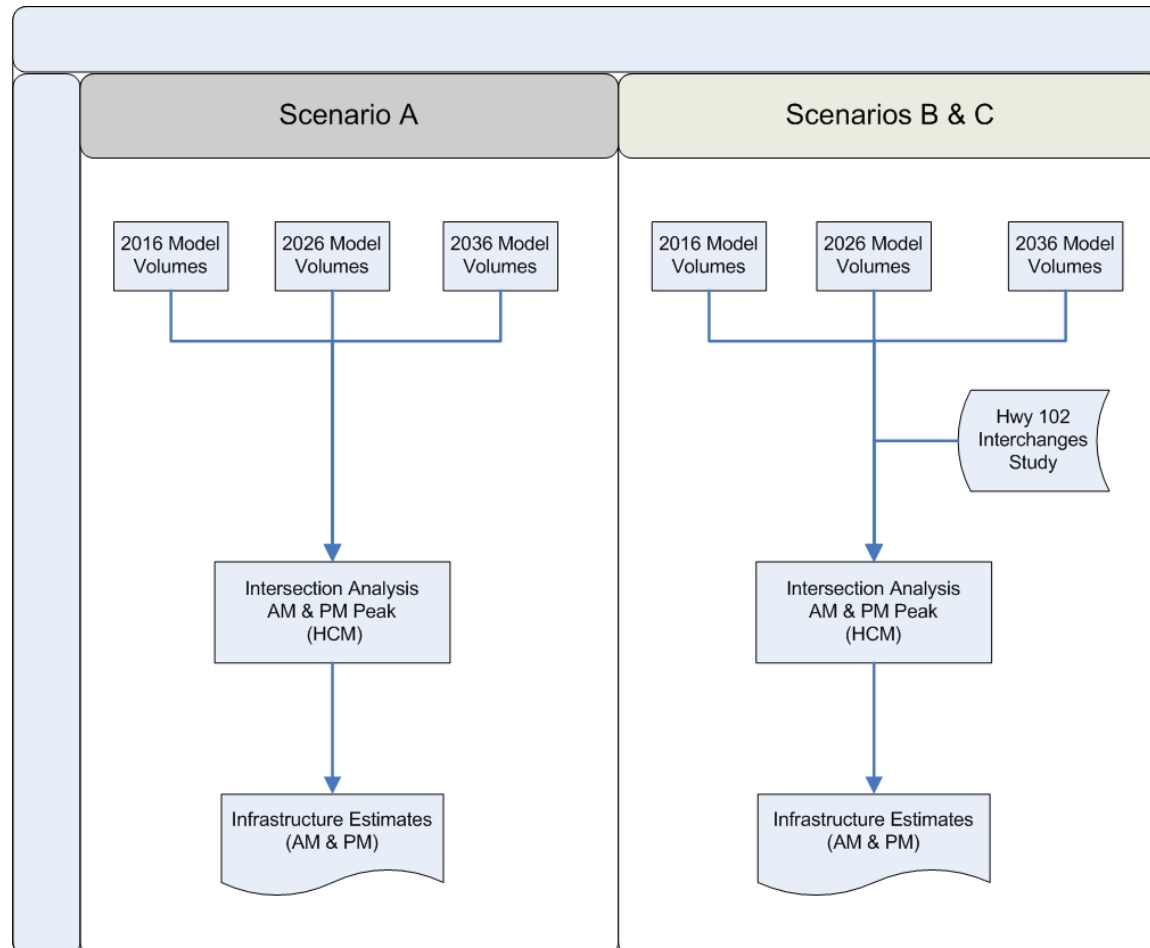 Scenario A
Scenarios B & C
2016 Model
Volumes
2026 Model
Volumes
2036 Model
Volumes
2016 Model
Volumes
2026 Model
Volumes
2036 Model
Volumes
Hwy 102
Interchanges
Study
Intersection Analysis
AM & PM Peak
(HCM)
Intersection Analysis
AM & PM Peak
(HCM)
Infrastructure Estimates
(AM & PM)
Infrastructure Estimates
(AM & PM)